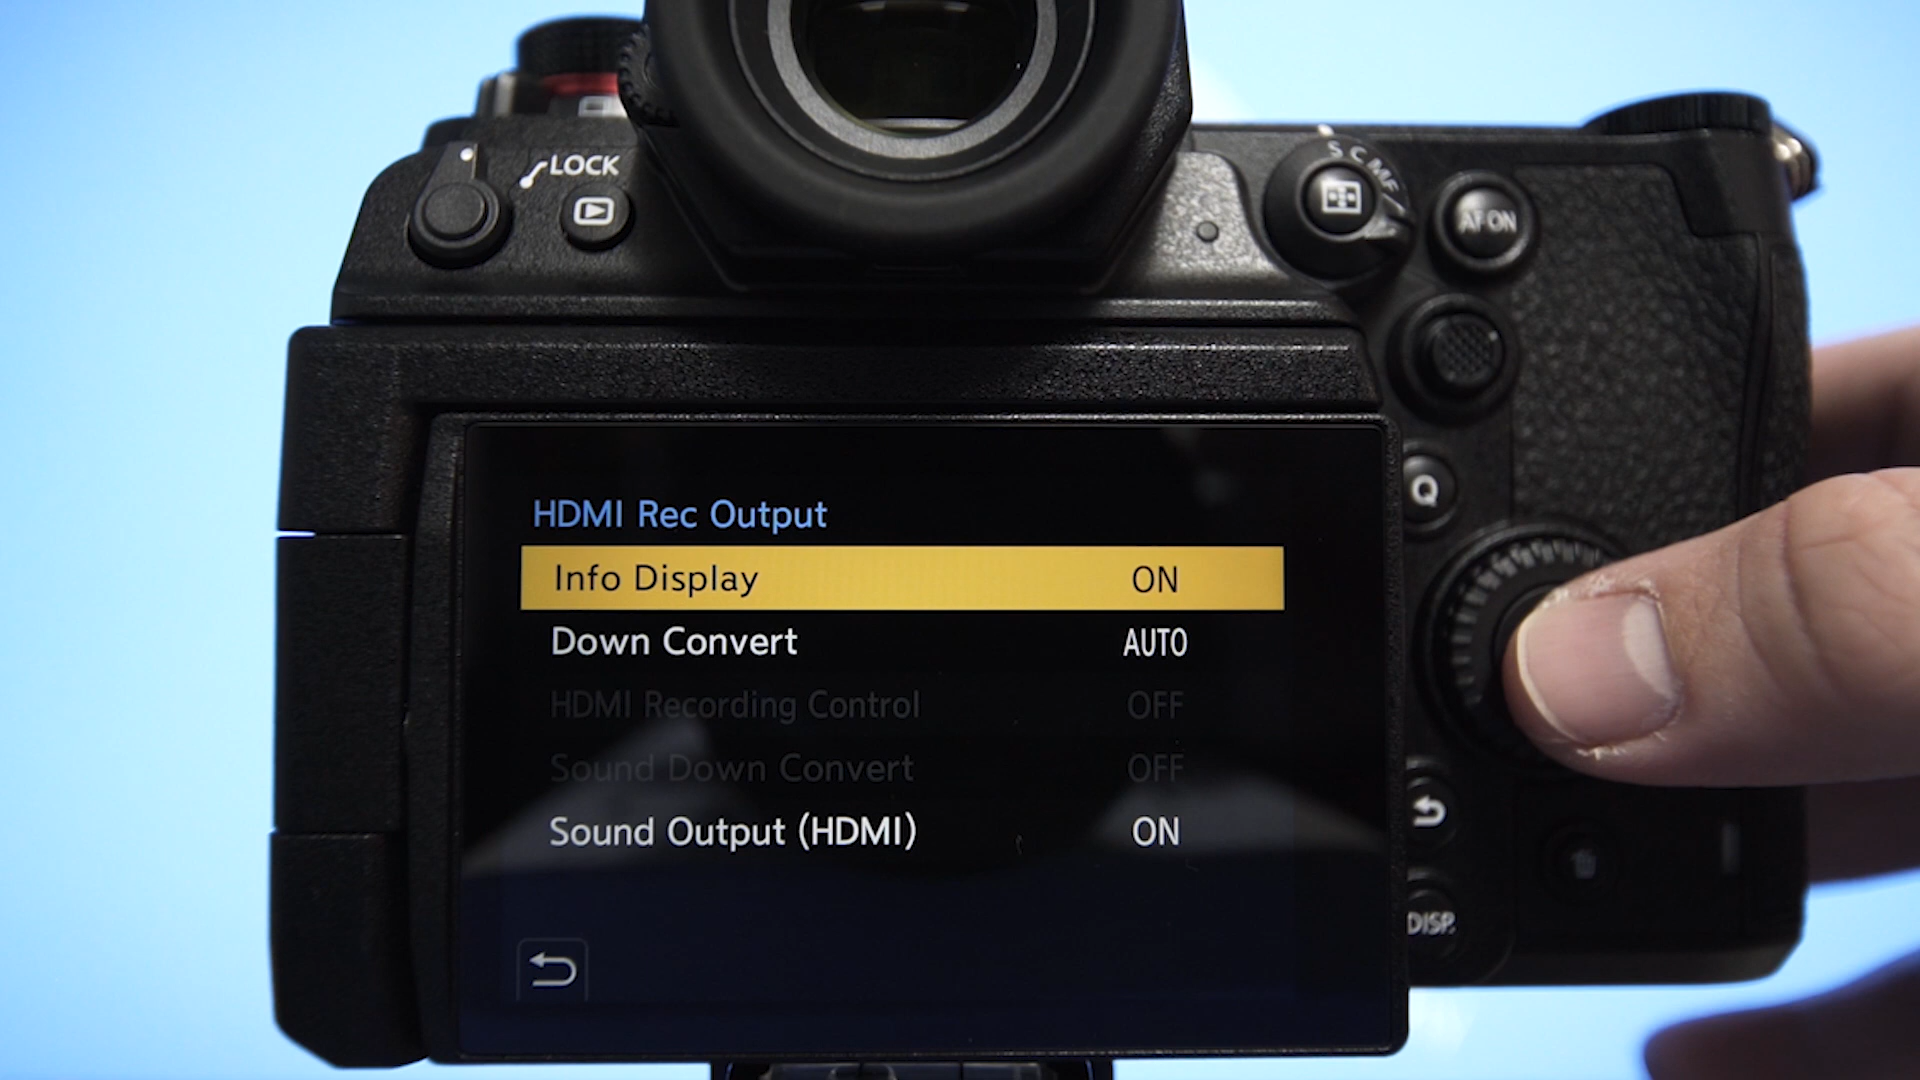 LOCK
S C MF
AF ON
Q
HDMI Rec Output
Info Display ON
Down Convert AUTO
HDMI Recording Control OFF
Sound Down Convert OFF
Sound Output (HDMI) ON
DISP.